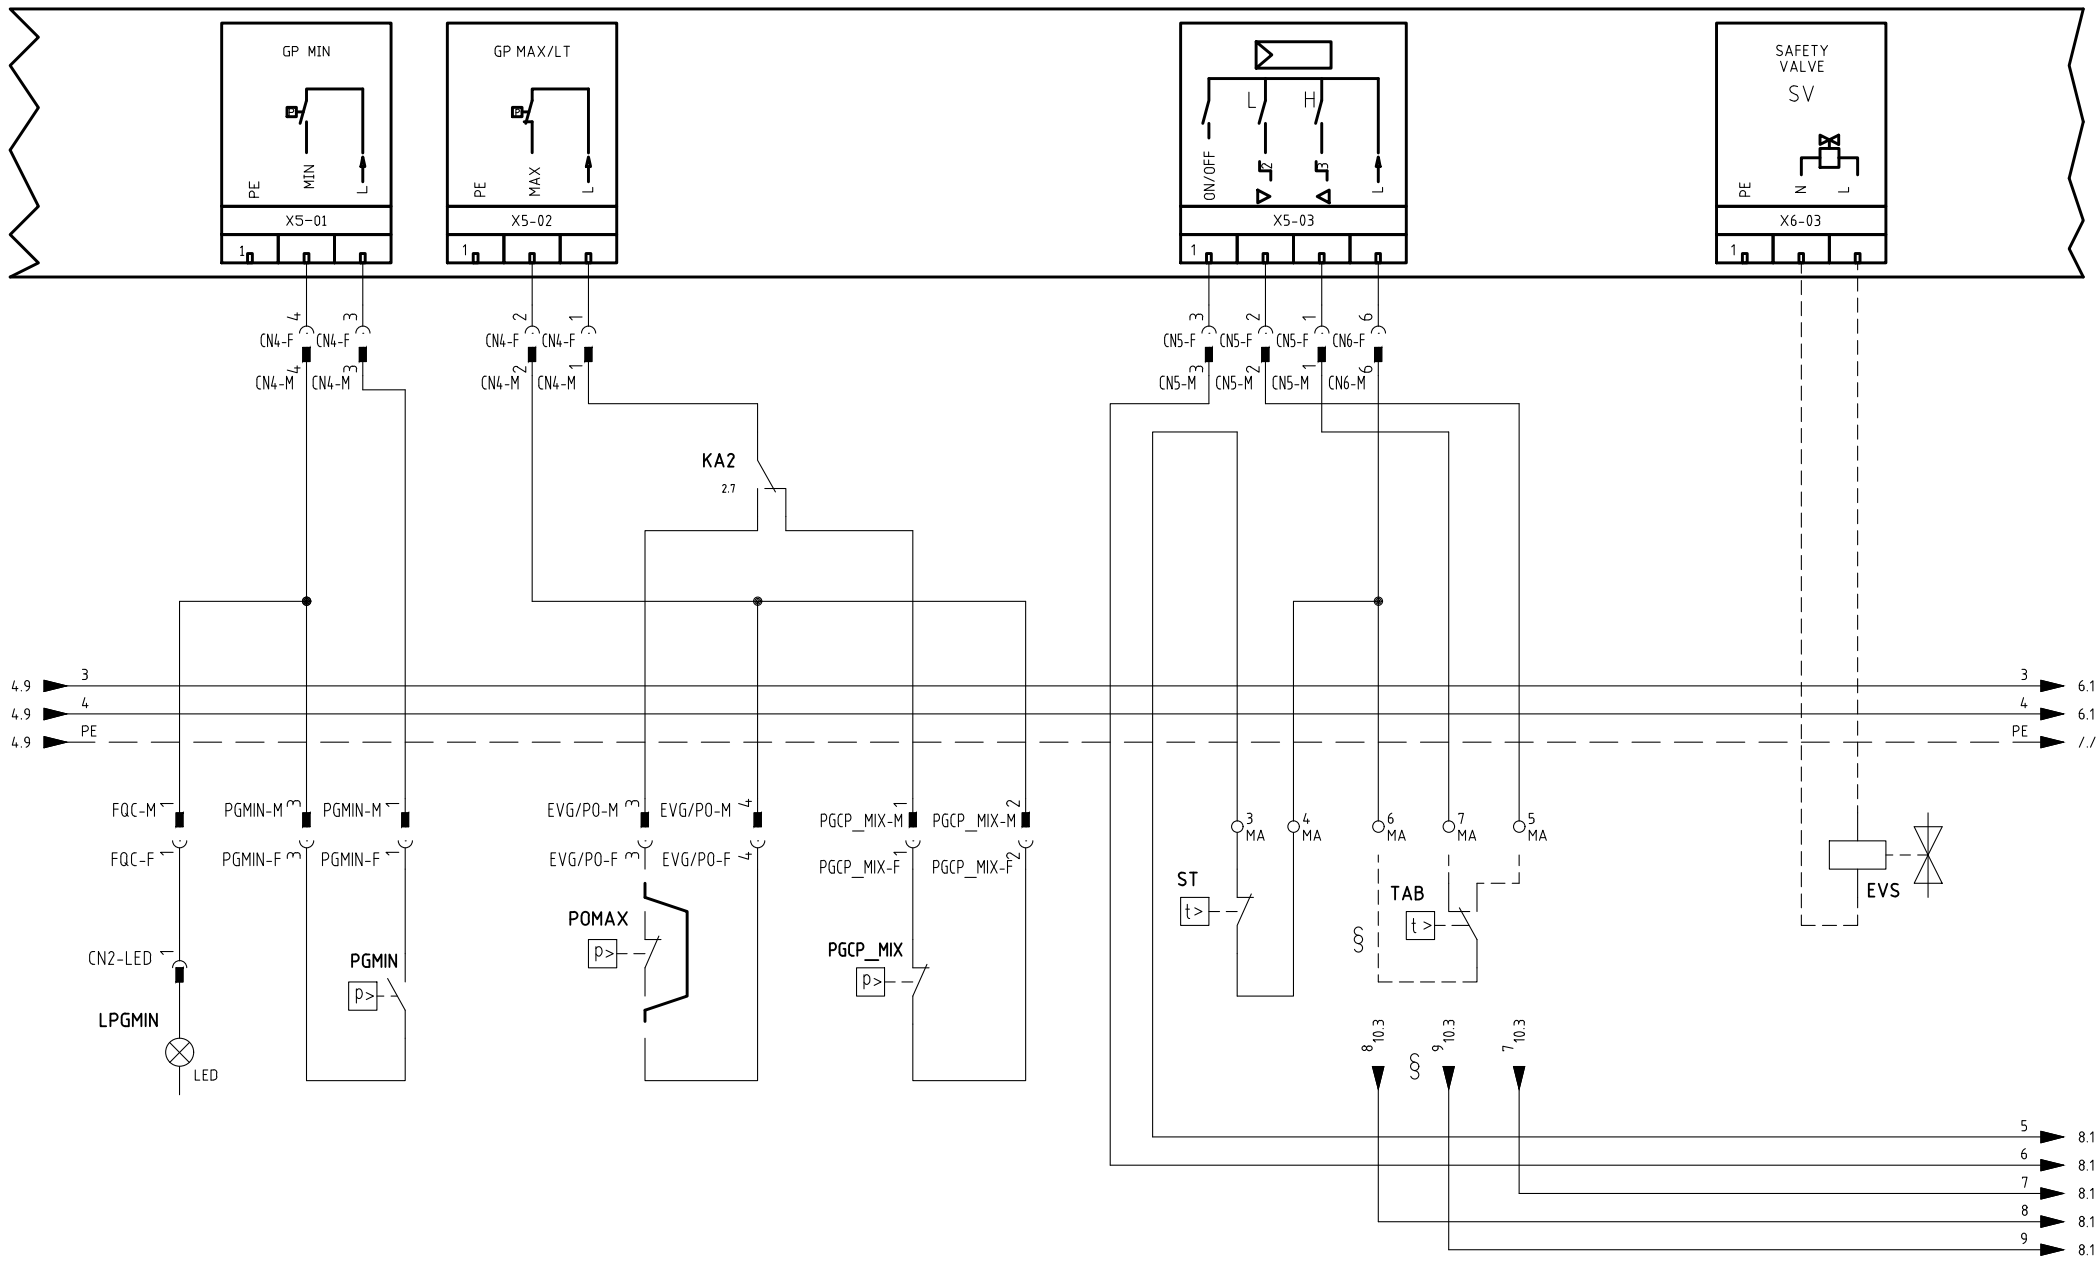 GP MIN
GP MAX/LT
SAFETY
VALVE
SV
L
H
P
P
PE
MIN
L
PE
MAX
L
ON/OFF
2
3
L
PE
N
L
X5-01
X5-02
X5-03
X6-03
1
1
1
1
4
3
2
1
3
2
1
6
CN4-F
CN4-F
CN4-F
CN4-F
CN5-F
CN5-F
CN5-F
CN6-F
4
3
2
1
3
2
1
6
CN4-M
CN4-M
CN4-M
CN4-M
CN5-M
CN5-M
CN5-M
CN6-M
KA2
2.7
4.9
3
3
6.1
4.9
4
4
6.1
4.9
PE
PE
/./
FQC-M
1
PGMIN-M
3
PGMIN-M
1
EVG/PO-M
3
EVG/PO-M
4
PGCP_MIX-M
1
PGCP_MIX-M
2
3
MA
4
MA
6
MA
7
MA
5
MA
FQC-F
1
PGMIN-F
3
PGMIN-F
1
EVG/PO-F
3
EVG/PO-F
4
PGCP_MIX-F
1
PGCP_MIX-F
2
ST
t>
TAB
t>
§
EVS
POMAX
p>
CN2-LED
1
PGMIN
p>
PGCP_MIX
p>
LPGMIN
LED
8
10.3
§
9
10.3
7
10.3
5
8.1
6
8.1
7
8.1
8
8.1
9
8.1